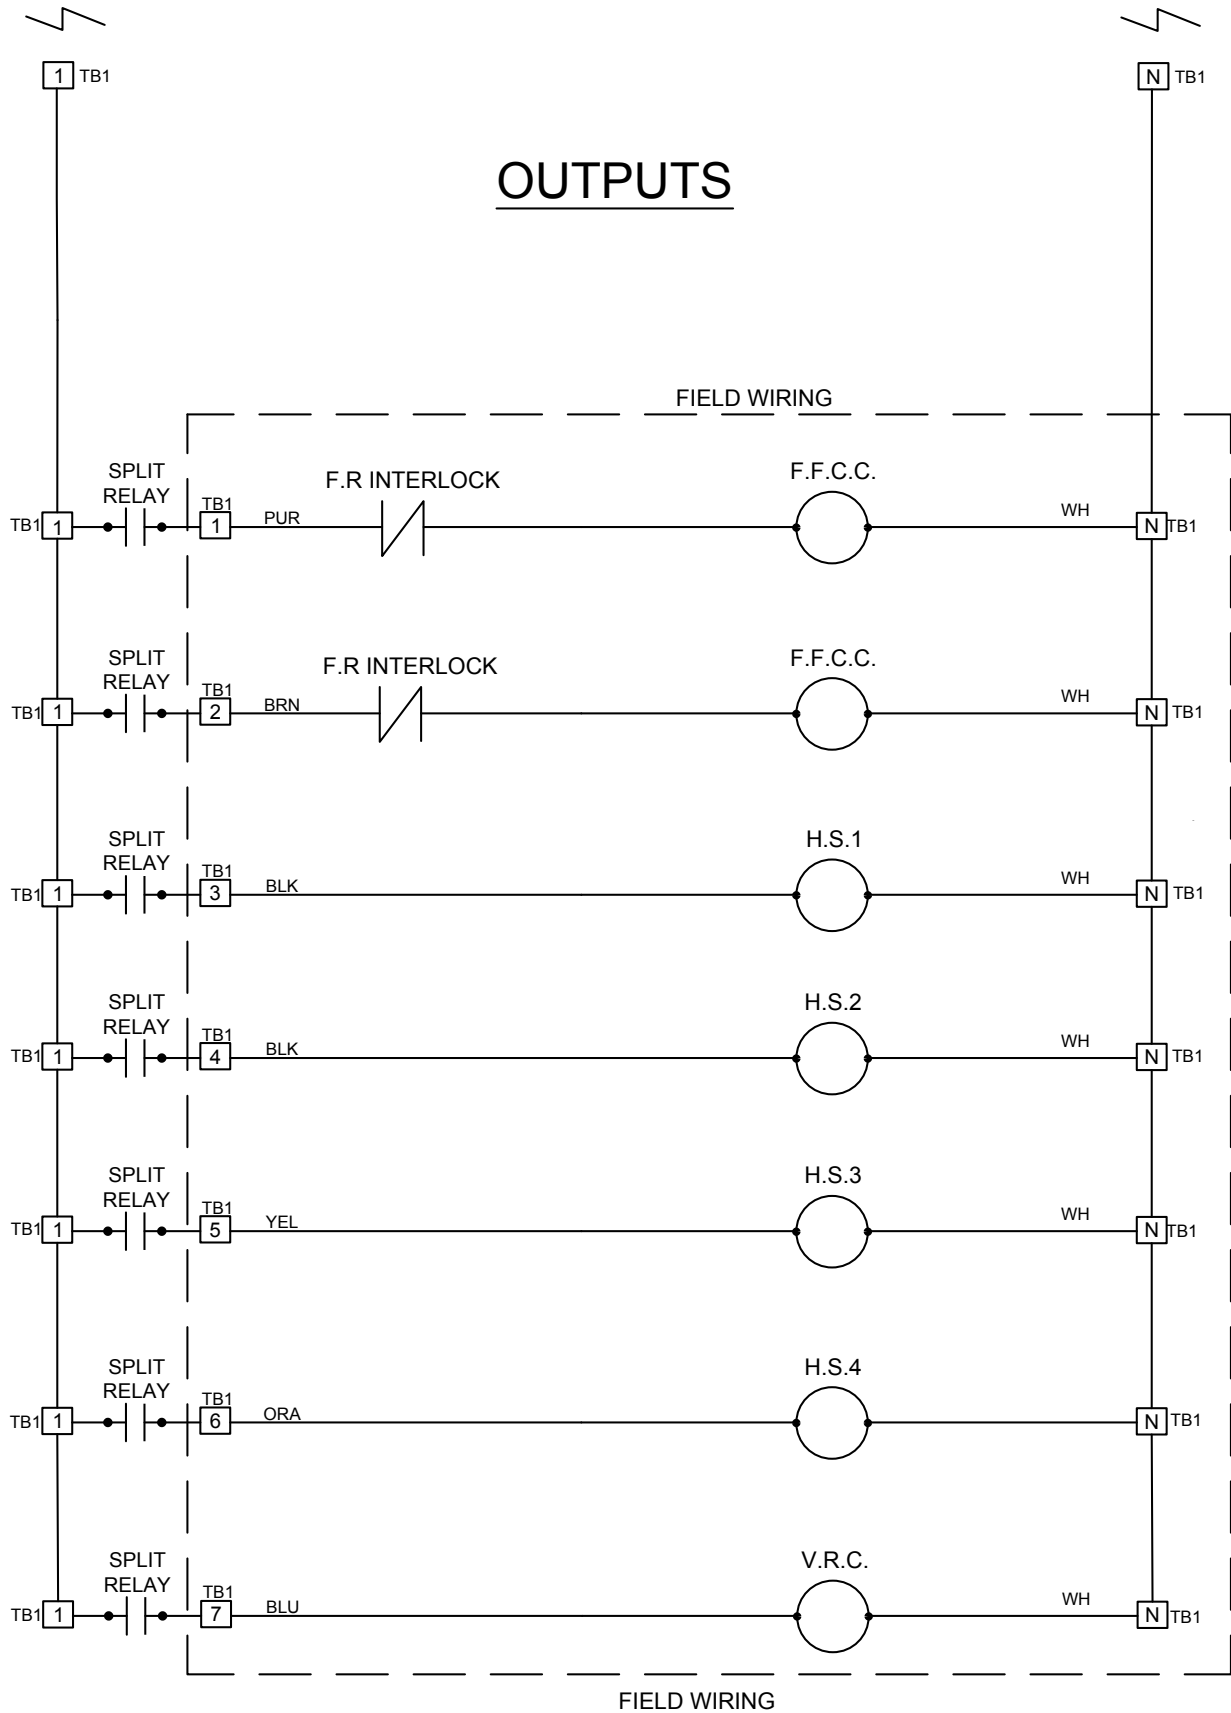 1 TB1
N TB1
OUTPUTS
FIELD WIRING
SPLIT
RELAY
F.R INTERLOCK
F.F.C.C.
TB1 1
TB1
1
PUR
WH
N TB1
SPLIT
RELAY
F.R INTERLOCK
F.F.C.C.
TB1 1
TB1
2
BRN
WH
N TB1
SPLIT
RELAY
H.S.1
TB1 1
TB1
3
BLK
WH
N TB1
SPLIT
RELAY
H.S.2
TB1 1
TB1
4
BLK
WH
N TB1
SPLIT
RELAY
H.S.3
TB1 1
TB1
5
YEL
WH
N TB1
SPLIT
RELAY
H.S.4
TB1 1
TB1
6
ORA
N TB1
SPLIT
RELAY
V.R.C.
TB1 1
TB1
7
BLU
WH
N TB1
FIELD WIRING